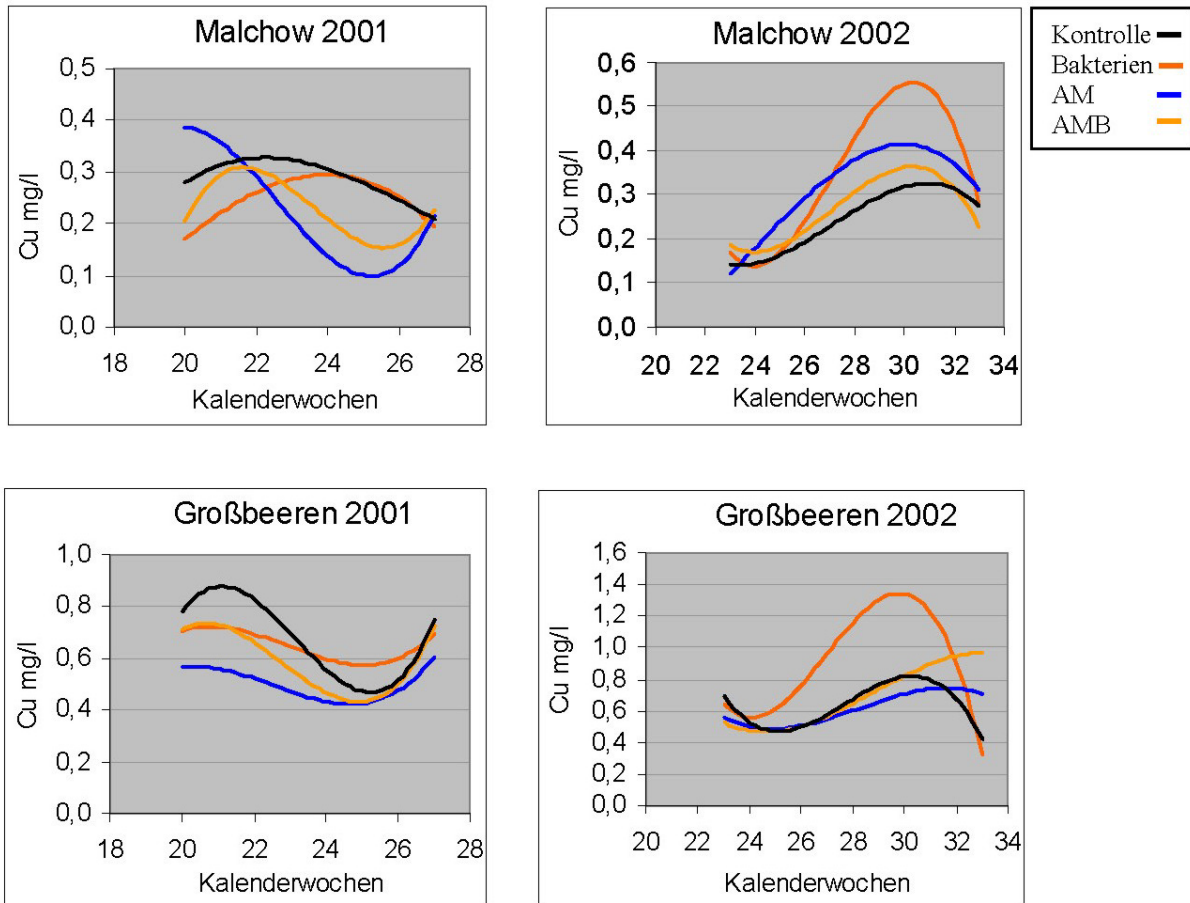 Malchow 2001
Cu mg/l
0,5
0,4
0,3
0,2
0,1
0,0
18 20 22 24 26 28
Kalenderwochen
Malchow 2002
Cu mg/l
0,6
0,5
0,4
0,3
0,2
0,1
0,0
20 22 24 26 28 30 32 34
Kalenderwochen
Kontrolle
Bakterien
AM
AMB
Großbeeren 2001
Cu mg/l
1,0
0,8
0,6
0,4
0,2
0,0
18 20 22 24 26 28
Kalenderwochen
Großbeeren 2002
Cu mg/l
1,6
1,4
1,2
1,0
0,8
0,6
0,4
0,2
0,0
20 22 24 26 28 30 32 34
Kalenderwochen